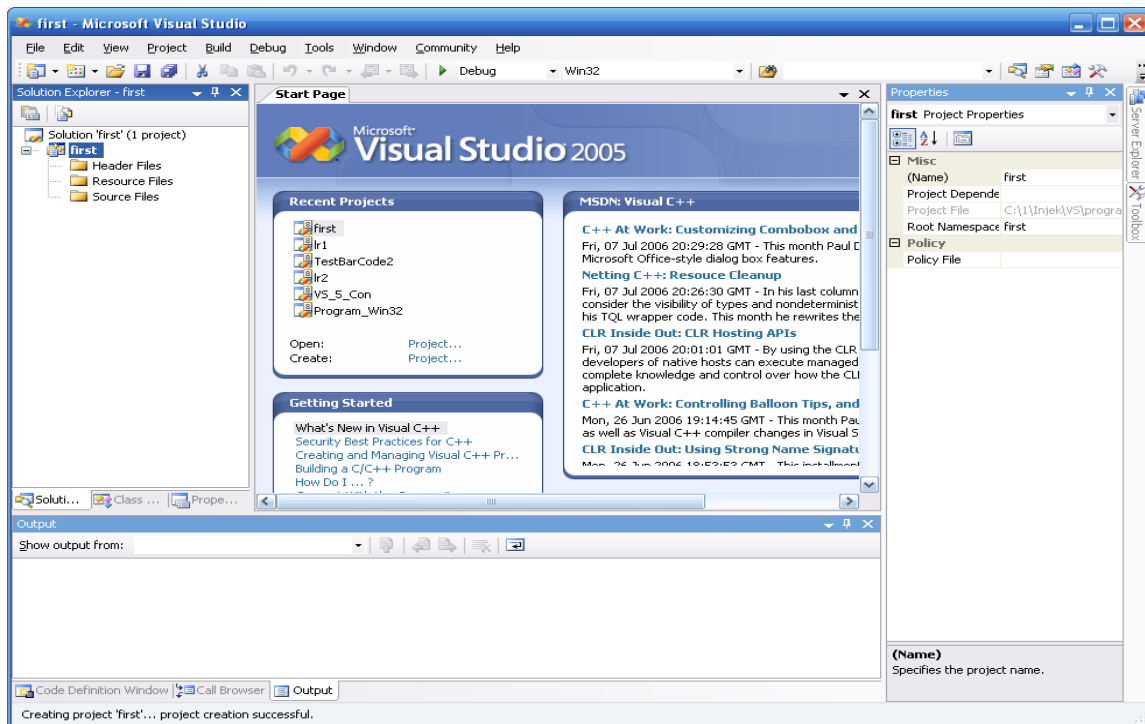 first - Microsoft Visual Studio
File Edit View Project Build Debug Tools Window Community Help
Debug Win32
Solution Explorer - first
Solution 'first' (1 project)
first
Header Files
Resource Files
Source Files
Soluti... Class ... Prope...
Start Page
Microsoft
Visual Studio 2005
Recent Projects
first
lr1
TestBarCode2
lr2
VS_5_Con
Program_Win32
Open: Project...
Create: Project...
Getting Started
What's New in Visual C++
Security Best Practices for C++
Creating and Managing Visual C++ Pr...
Building a C/C++ Program
How Do I ... ?
MSDN: Visual C++
C++ At Work: Customizing Combobox and
Fri, 07 Jul 2006 20:29:28 GMT - This month Paul D
Microsoft Office-style dialog box features.
Netting C++: Resouce Cleanup
Fri, 07 Jul 2006 20:26:30 GMT - In his last column
consider the visibility of types and nondeterminist
his TQL wrapper code. This month he rewrites the
CLR Inside Out: CLR Hosting APIs
Fri, 07 Jul 2006 20:01:01 GMT - By using the CLR
developers of native hosts can execute managed
complete knowledge and control over how the CLI
application.
C++ At Work: Controlling Balloon Tips, and
Mon, 26 Jun 2006 19:14:45 GMT - This month Pau
as well as Visual C++ compiler changes in Visual S
CLR Inside Out: Using Strong Name Signatu
Mon, 26 Jun 2006 18:53:53 GMT - This installment
Properties
first Project Properties
Misc
(Name) first
Project Depende
Project File C:\1\Injek\VS\progra
Root Namespace first
Policy
Policy File
(Name)
Specifies the project name.
Server Explorer
Toolbox
Output
Show output from:
Code Definition Window Call Browser Output
Creating project 'first'... project creation successful.